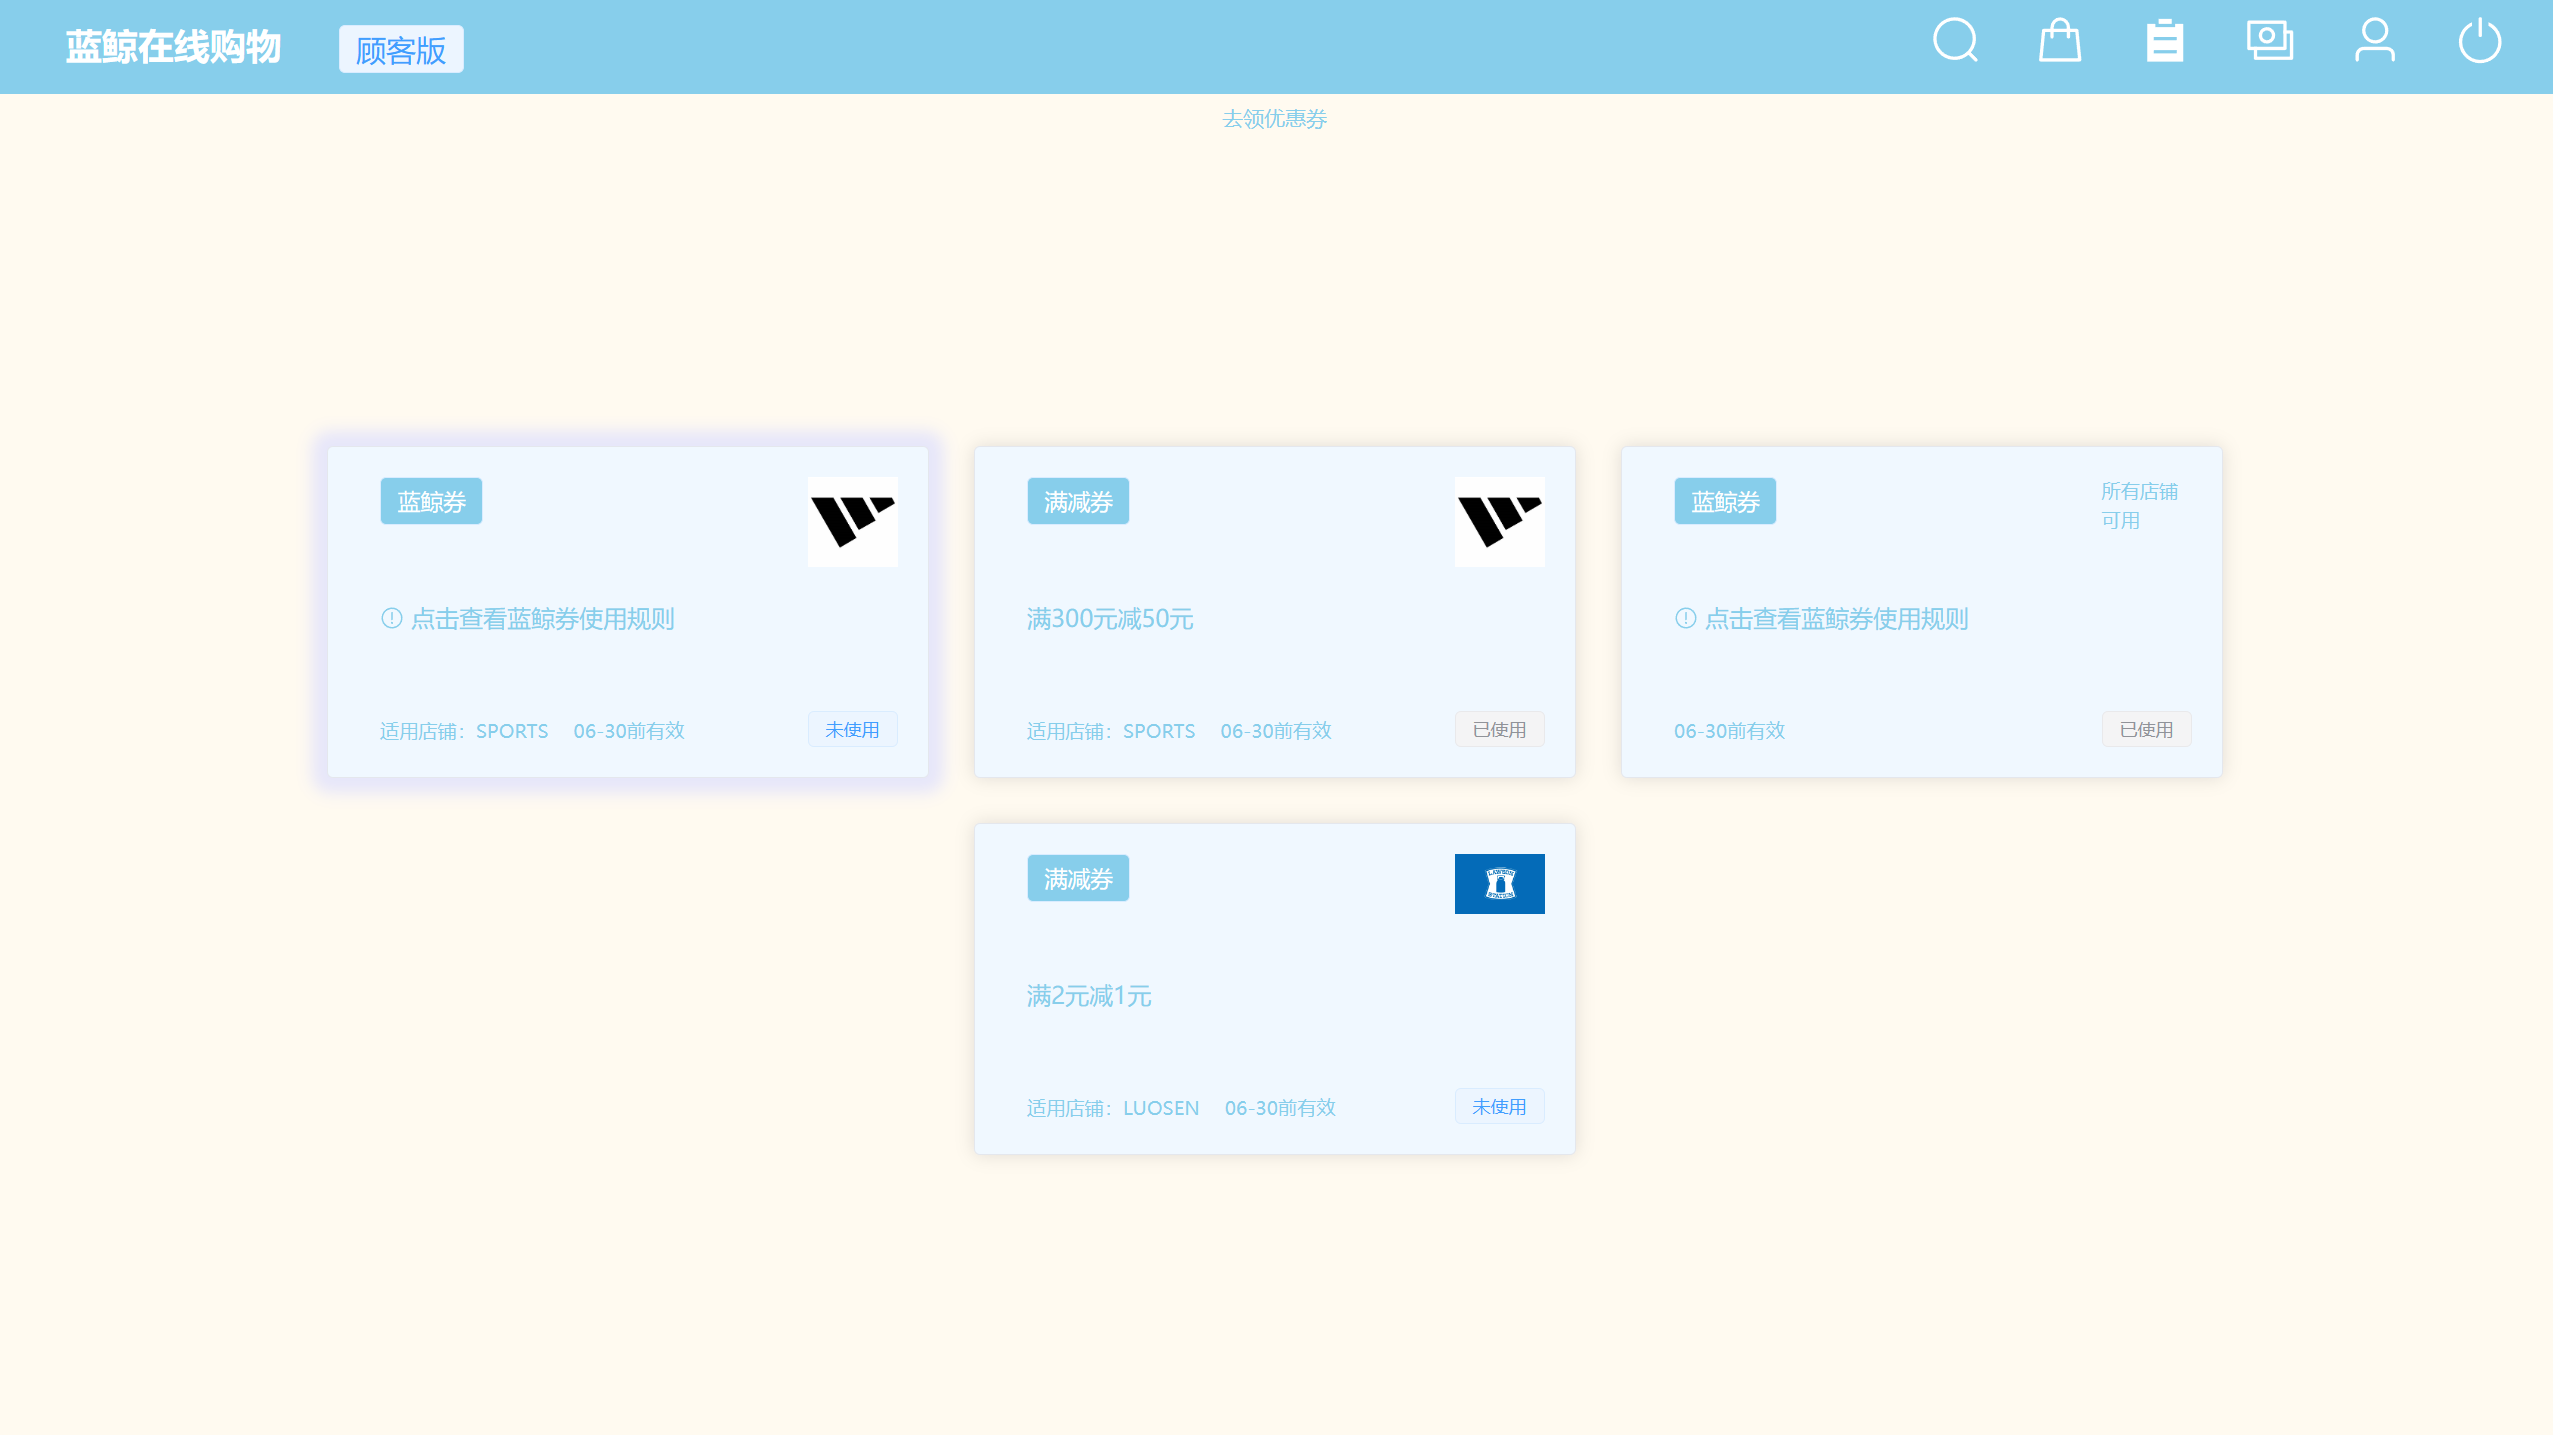 蓝鲸在线购物 顾客版
去领优惠券
蓝鲸券
点击查看蓝鲸券使用规则
适用店铺：SPORTS 06-30前有效 未使用
满减券
满300元减50元
适用店铺：SPORTS 06-30前有效 已使用
蓝鲸券
所有店铺
可用
点击查看蓝鲸券使用规则
06-30前有效 已使用
满减券
LAWSON
STATION
满2元减1元
适用店铺：LUOSEN 06-30前有效 未使用